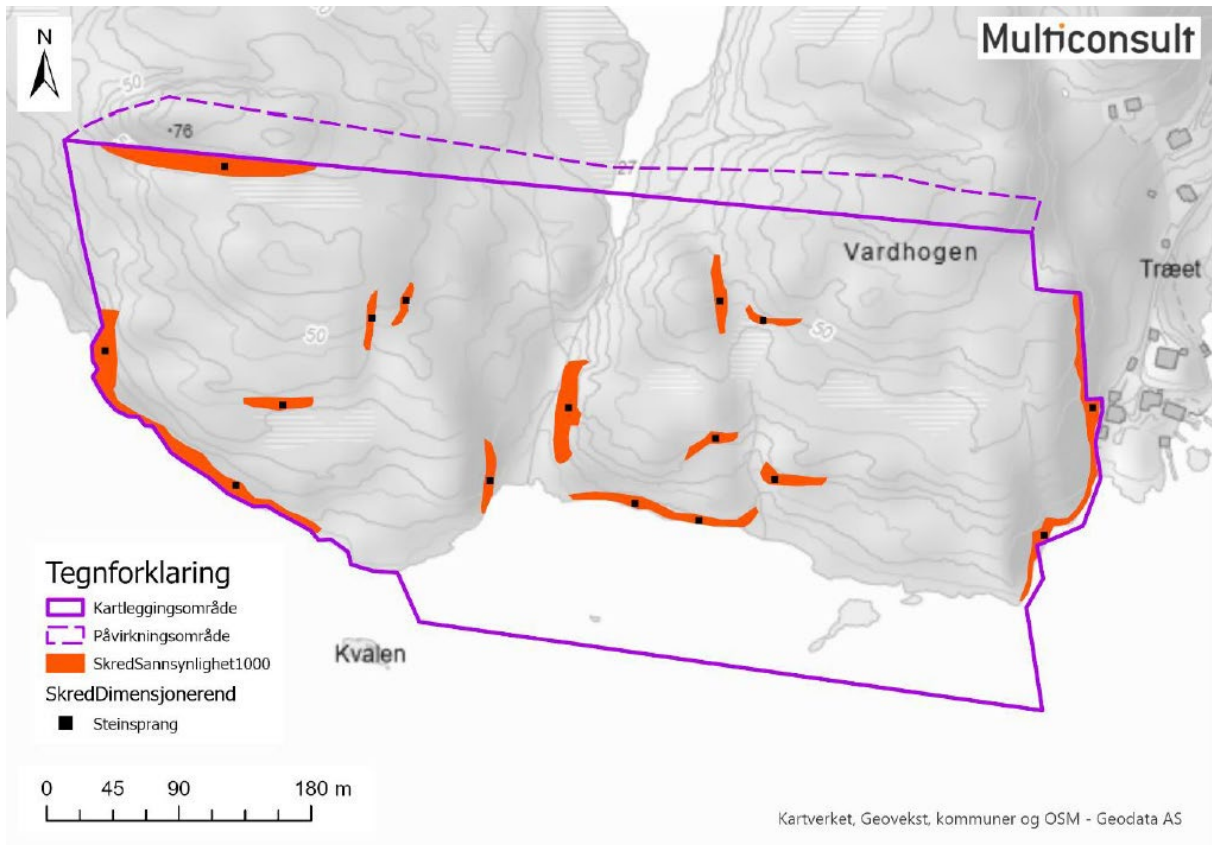 N
Multiconsult
50
50
76
27
Vardhogen
Træet
50
50
Tegnforklaring
Kartleggingsområde
Påvirkningsområde
SkredSannsynlighet1000
SkredDimensjonerend
Steinsprang
Kvalen
0 45 90 180 m
Kartverket, Geovekst, kommuner og OSM - Geodata AS